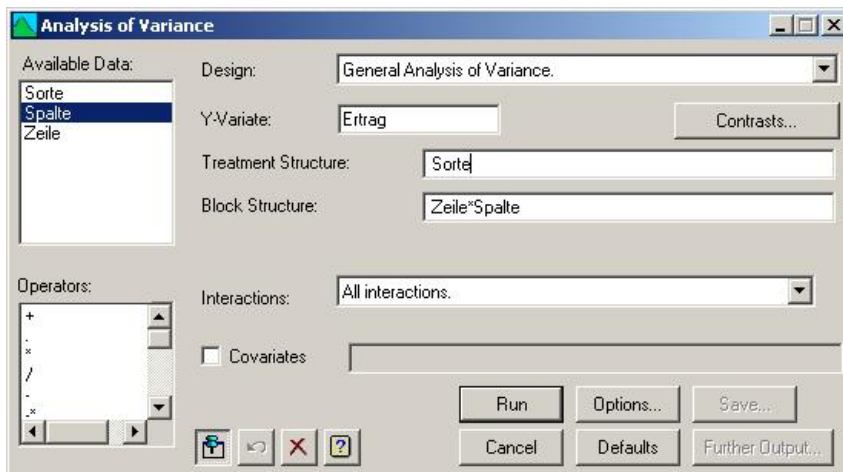 Analysis of Variance
Available Data:
Sorte
Spalte
Zeile
Design:
General Analysis of Variance.
Y-Variate:
Ertrag
Contrasts...
Treatment Structure:
Sorte
Block Structure:
Zeile*Spalte
Operators:
+
.
*
/
-
-*
Interactions:
All interactions.
Covariates
Run
Options...
Save...
Cancel
Defaults
Further Output...